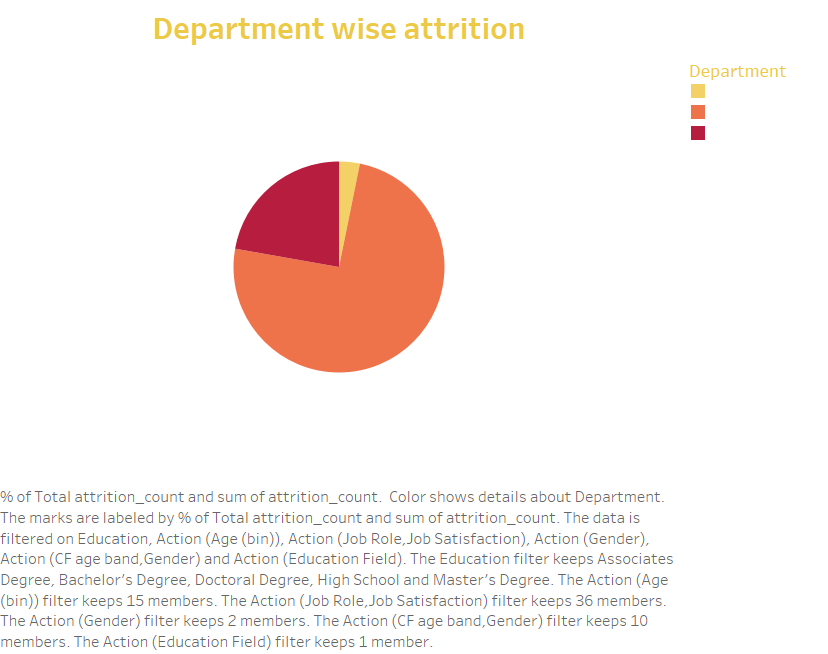 Department wise attrition
Department
% of Total attrition_count and sum of attrition_count.  Color shows details about Department.
The marks are labeled by % of Total attrition_count and sum of attrition_count. The data is
filtered on Education, Action (Age (bin)), Action (Job Role,Job Satisfaction), Action (Gender),
Action (CF age band,Gender) and Action (Education Field). The Education filter keeps Associates
Degree, Bachelor's Degree, Doctoral Degree, High School and Master's Degree. The Action (Age
(bin)) filter keeps 15 members. The Action (Job Role,Job Satisfaction) filter keeps 36 members.
The Action (Gender) filter keeps 2 members. The Action (CF age band,Gender) filter keeps 10
members. The Action (Education Field) filter keeps 1 member.